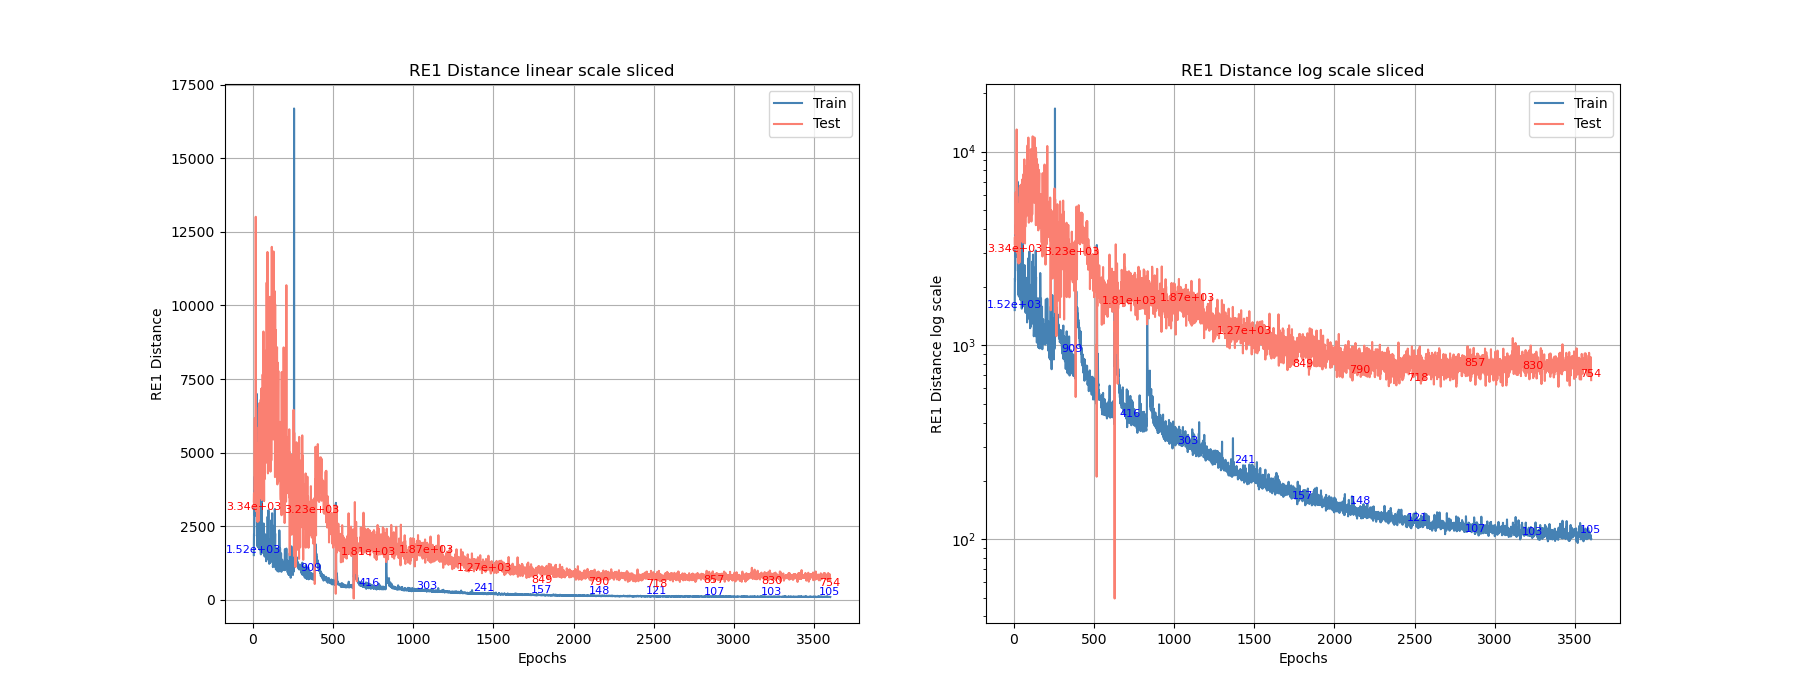 RE1 Distance linear scale sliced
RE1 Distance
17500
15000
12500
10000
7500
5000
2500
0
Train
Test
3.34e+03
3.23e+03
1.81e+03
1.87e+03
1.27e+03
849
790
718
857
830
754
1.52e+03
909
416
303
241
157
148
121
107
103
105
0
500
1000
1500
2000
2500
3000
3500
Epochs
RE1 Distance log scale sliced
RE1 Distance log scale
10⁴
10³
10²
Train
Test
3.34e+03
3.23e+03
1.81e+03
1.87e+03
1.27e+03
849
790
718
857
830
754
1.52e+03
909
416
303
241
157
148
121
107
103
105
0
500
1000
1500
2000
2500
3000
3500
Epochs